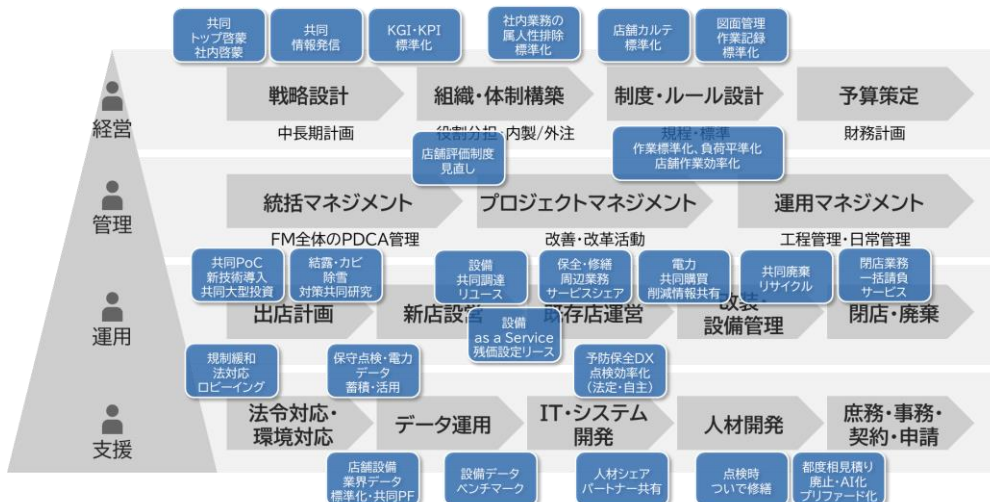 共同
トップ啓蒙
社内啓蒙
共同
情報発信
KGI・KPI
標準化
社内業務の
属人性排除
標準化
店舗カルテ
標準化
図面管理
作業記録
標準化
経営
戦略設計
組織・体制構築
制度・ルール設計
予算策定
中長期計画
役割分担、内製/外注
規程・標準
財務計画
店舗評価制度
見直し
作業標準化、負荷平準化
店舗作業効率化
管理
統括マネジメント
プロジェクトマネジメント
運用マネジメント
FM全体のPDCA管理
改善・改革活動
工程管理・日常管理
共同PoC
新技術導入
共同大型投資
結露・カビ
除雪
対策共同研究
設備
共同調達
リユース
保全・修繕
周辺業務
サービスシェア
電力
共同購買
削減情報共有
共同廃棄
リサイクル
閉店業務
一括請負
サービス
運用
出店計画
新店設営
既存店運営
改装・
設備管理
閉店・廃棄
設備
as a Service
残価設定リース
規制緩和
法対応
ロビーイング
保守点検・電力
データ
蓄積・活用
予防保全DX
点検効率化
(法定・自主)
支援
法令対応・
環境対応
データ運用
IT・システム
開発
人材開発
庶務・事務・
契約・申請
店舗設備
業界データ
標準化・共同PF
設備データ
ベンチマーク
人材シェア
パートナー共有
点検時
ついで修繕
都度相見積り
廃止・AI化
プリファード化